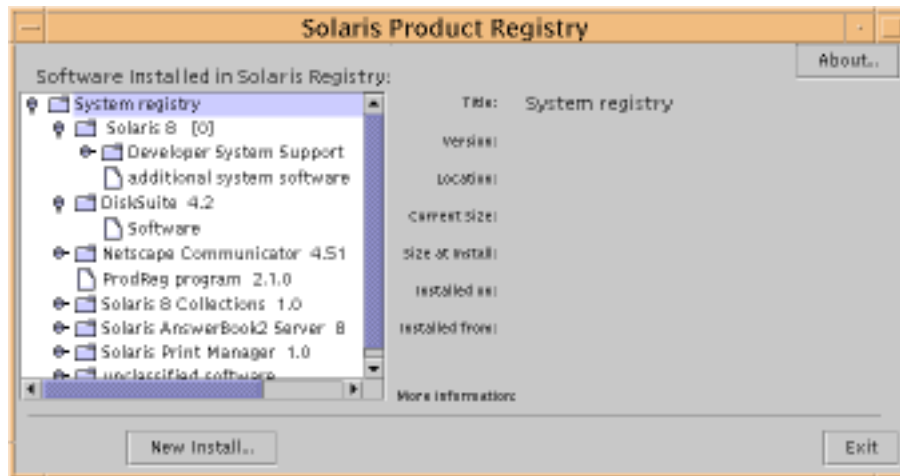 Solaris Product Registry
About...
Software Installed in Solaris Registry:
System registry
Solaris 8 [0]
Developer System Support
additional system software
DiskSuite 4.2
Software
Netscape Communicator 4.51
ProdReg program 2.1.0
Solaris 8 Collections 1.0
Solaris AnswerBook2 Server 8
Solaris Print Manager 1.0
unclassified software
Title: System registry
Version:
Location:
Current Size:
Size at Install:
Installed on:
Installed from:
More information:
New Install...
Exit